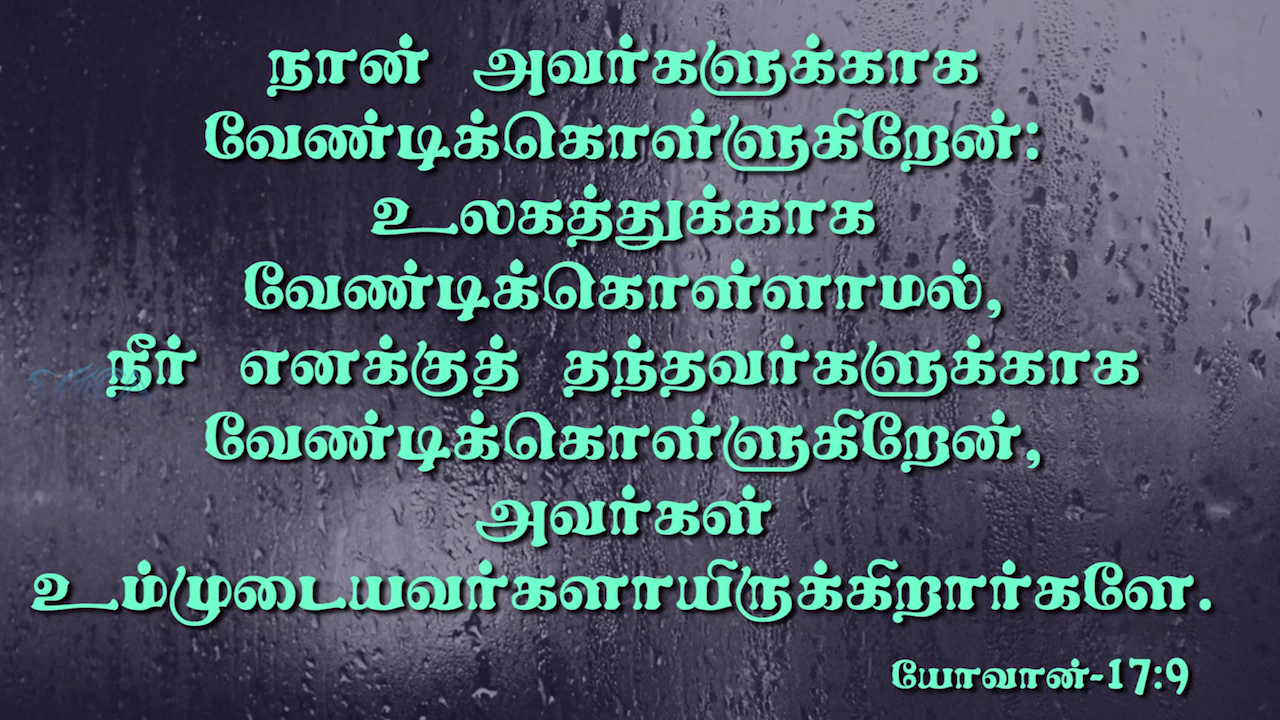 நான் அவர்களுக்காக
வேண்டிக்கொள்ளுகிறேன்:
உலகத்துக்காக
வேண்டிக்கொள்ளாமல்,
நீர் எனக்குத் தந்தவர்களுக்காக
வேண்டிக்கொள்ளுகிறேன்,
அவர்கள்
உம்முடையவர்களாயிருக்கிறார்களே.
யோவான்-17:9